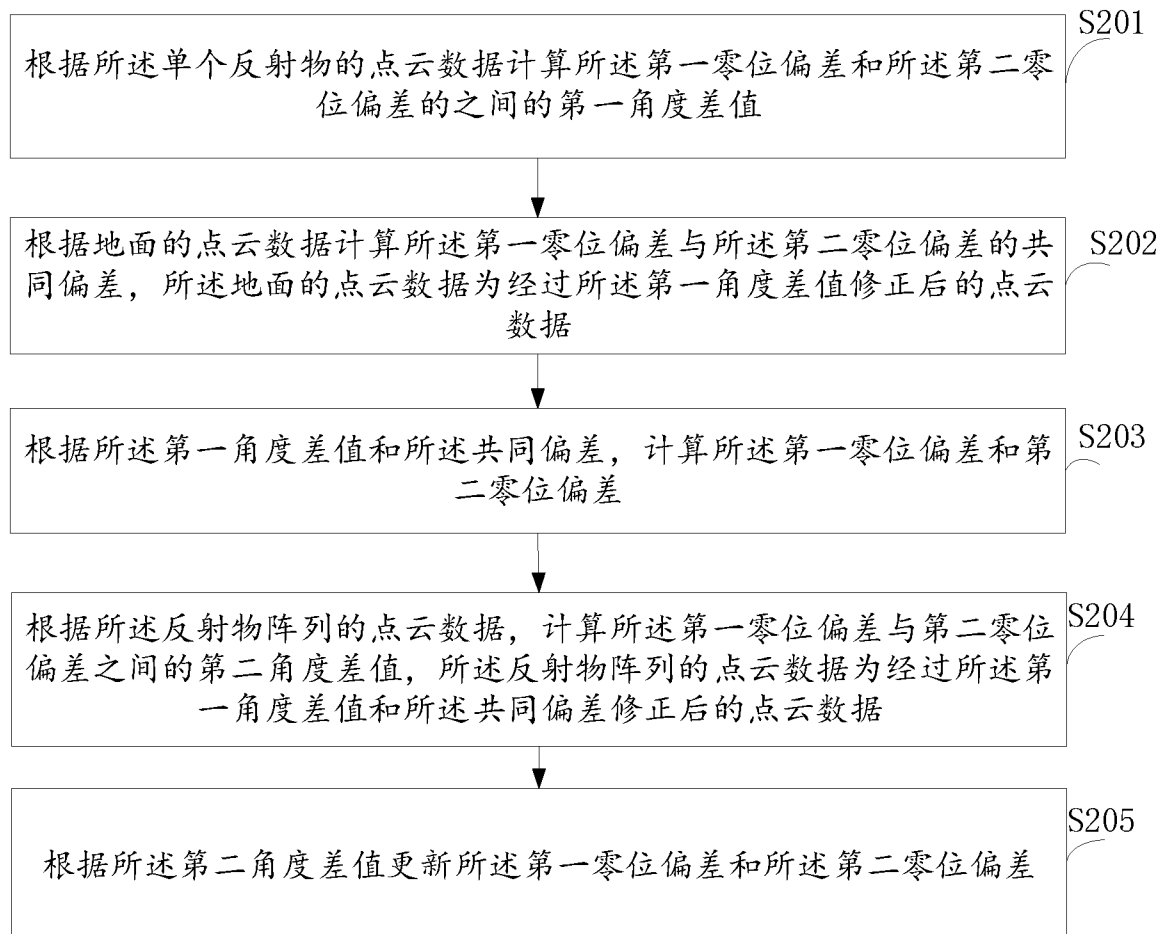 S201
根据所述单个反射物的点云数据计算所述第一零位偏差和所述第二零
位偏差的之间的第一角度差值
S202
根据地面的点云数据计算所述第一零位偏差与所述第二零位偏差的共
同偏差，所述地面的点云数据为经过所述第一角度差值修正后的点云
数据
S203
根据所述第一角度差值和所述共同偏差，计算所述第一零位偏差和第
二零位偏差
S204
根据所述反射物阵列的点云数据，计算所述第一零位偏差与第二零位
偏差之间的第二角度差值，所述反射物阵列的点云数据为经过所述第
一角度差值和所述共同偏差修正后的点云数据
S205
根据所述第二角度差值更新所述第一零位偏差和所述第二零位偏差